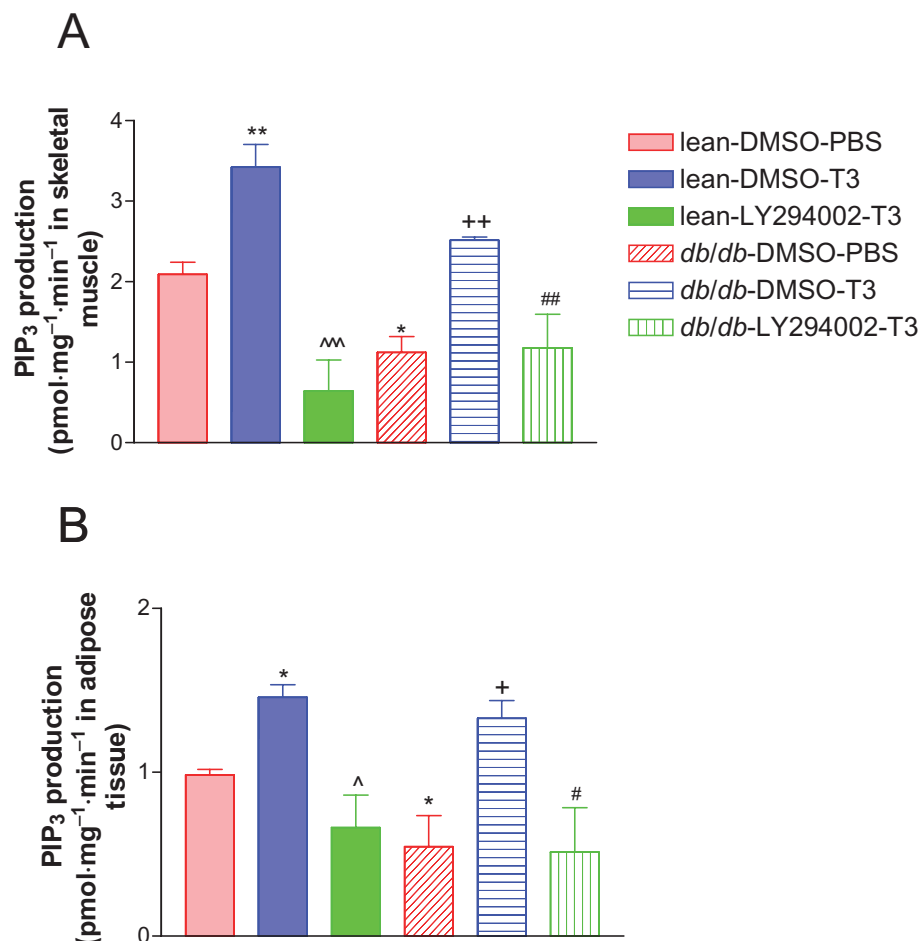 A
PIP₃ production
(pmol·mg⁻¹·min⁻¹ in sketetal
muscle)
4
3
2
1
0
**
^^^
*
++
##
lean-DMSO-PBS
lean-DMSO-T3
lean-LY294002-T3
db/db-DMSO-PBS
db/db-DMSO-T3
db/db-LY294002-T3
B
PIP₃ production
(pmol·mg⁻¹·min⁻¹ in adipose
tissue)
2
1
0
*
^
*
+
#